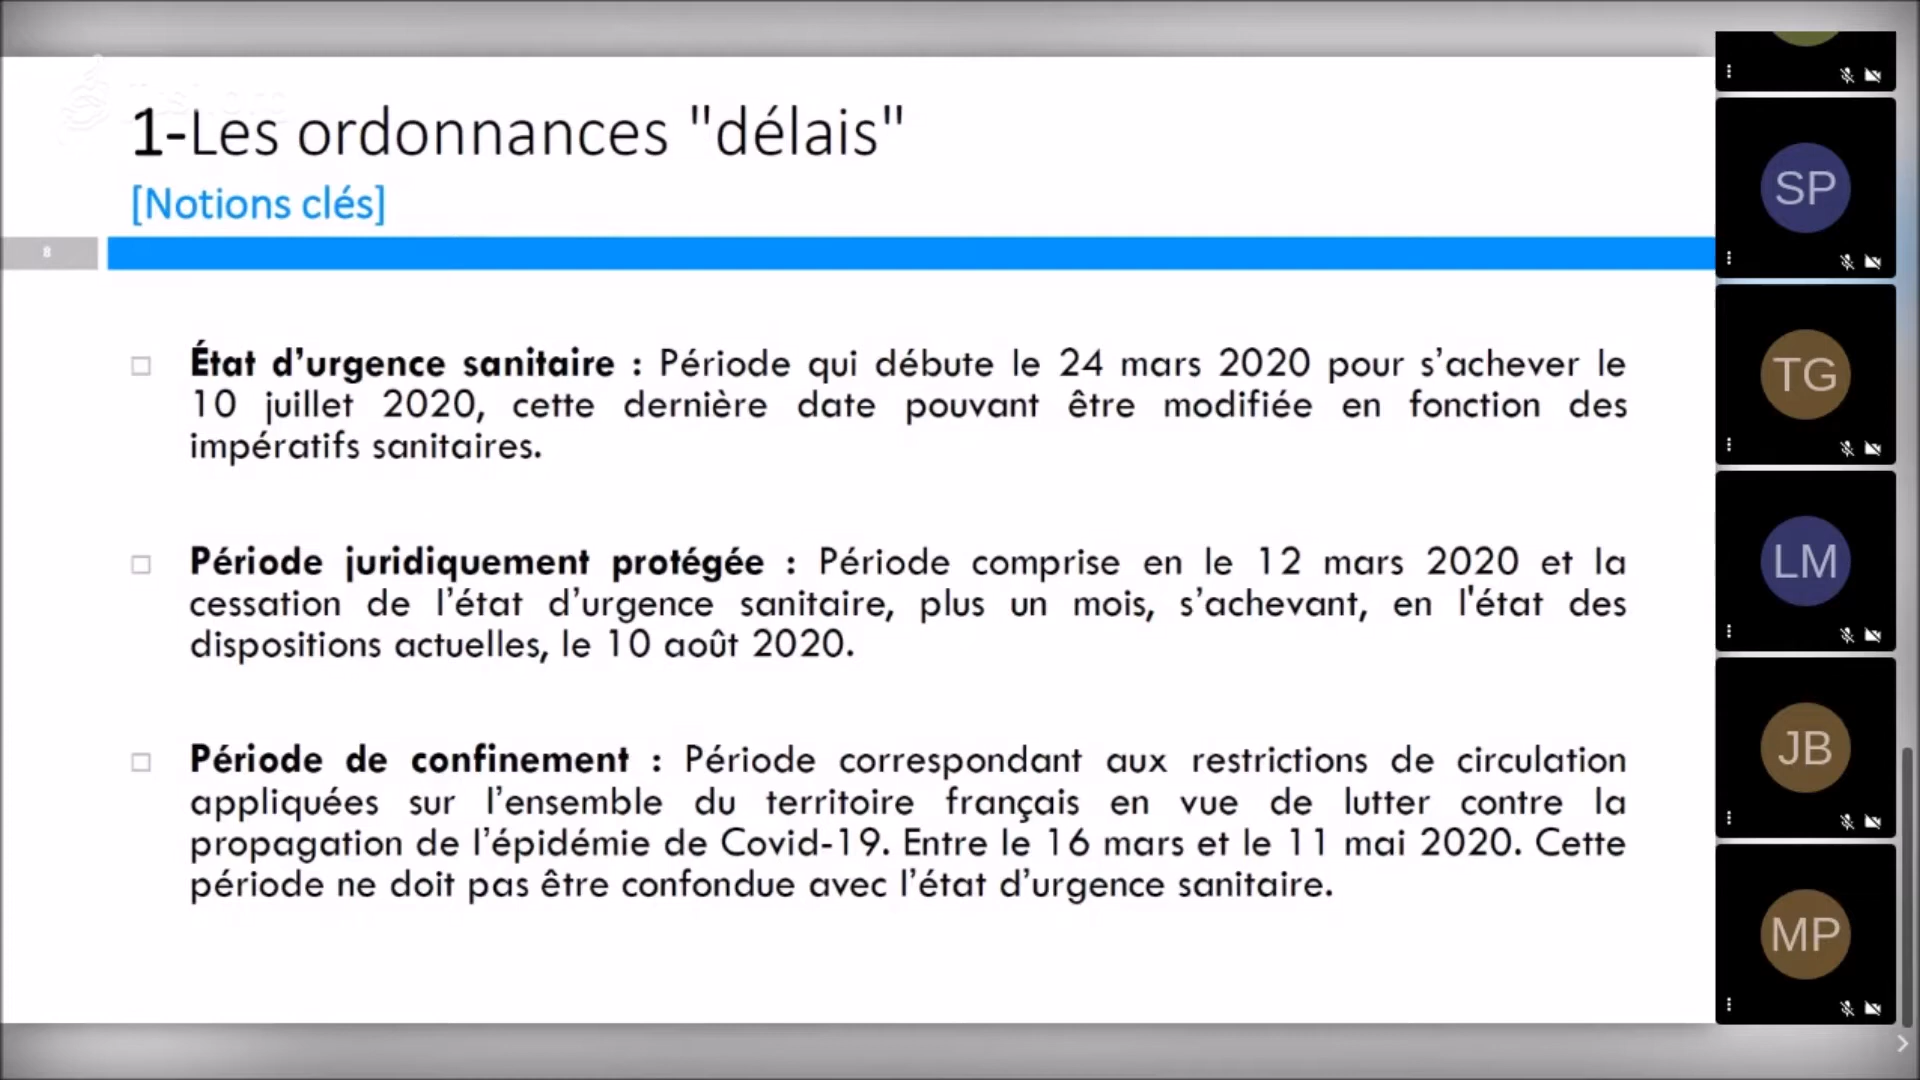 1-Les ordonnances "délais"
[Notions clés]
8
État d’urgence sanitaire : Période qui débute le 24 mars 2020 pour s’achever le
10 juillet 2020, cette dernière date pouvant être modifiée en fonction des
impératifs sanitaires.
Période juridiquement protégée : Période comprise en le 12 mars 2020 et la
cessation de l’état d’urgence sanitaire, plus un mois, s’achevant, en l'état des
dispositions actuelles, le 10 août 2020.
Période de confinement : Période correspondant aux restrictions de circulation
appliquées sur l’ensemble du territoire français en vue de lutter contre la
propagation de l’épidémie de Covid-19. Entre le 16 mars et le 11 mai 2020. Cette
période ne doit pas être confondue avec l’état d’urgence sanitaire.
SP
TG
LM
JB
MP